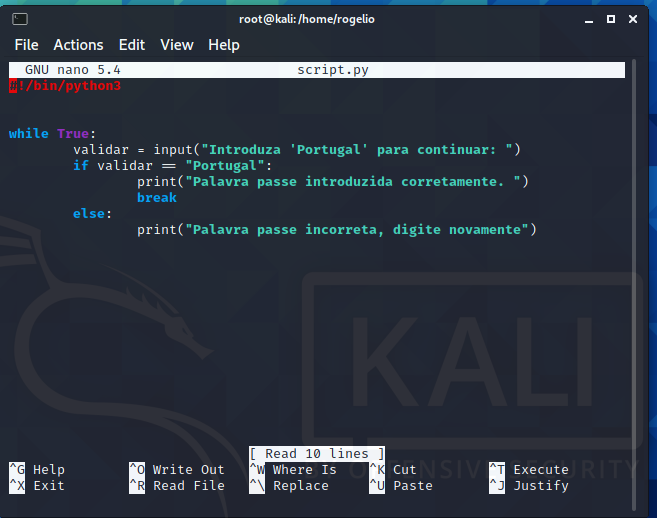 root@kali: /home/rogelio
File Actions Edit View Help
GNU nano 5.4 script.py
#!/bin/python3
while True:
validar = input("Introduza 'Portugal' para continuar: ")
if validar == "Portugal":
print("Palavra passe introduzida corretamente. ")
break
else:
print("Palavra passe incorreta, digite novamente")
KALI
[ Read 10 lines ]
^G Help ^O Write Out ^W Where Is ^K Cut ^T Execute
^X Exit ^R Read File ^\ Replace ^U Paste ^J Justify
OFFENSIVE SECURITY